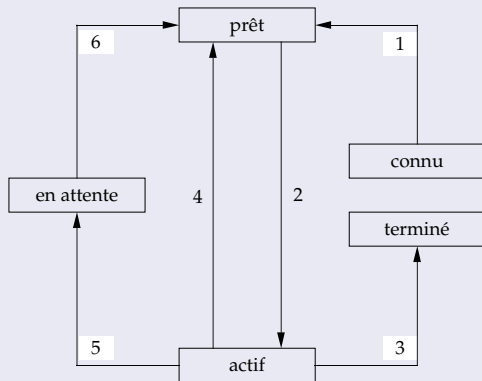 prêt
6
1
connu
en attente
4
2
terminé
5
3
actif